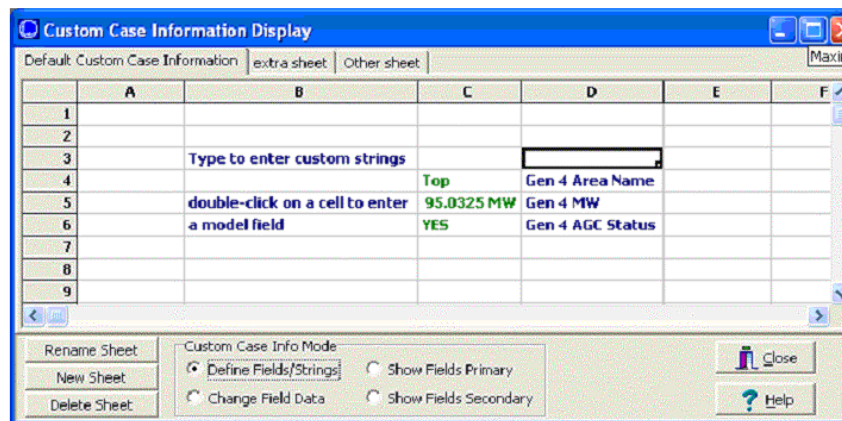 Custom Case Information Display
Default Custom Case Information extra sheet Other sheet Maxi
A B C D E F
1
2
3 Type to enter custom strings
4 Top Gen 4 Area Name
5 double-click on a cell to enter 95.0325 MW Gen 4 MW
6 a model field YES Gen 4 AGC Status
7
8
9
Rename Sheet Custom Case Info Mode
New Sheet Define Fields/Strings Show Fields Primary Close
Delete Sheet Change Field Data Show Fields Secondary Help